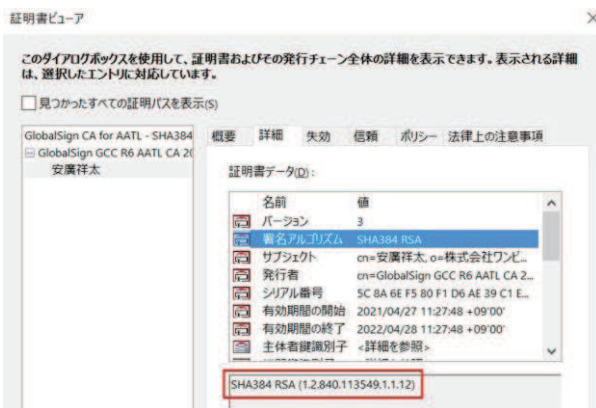 証明書ビューア
このダイアログボックスを使用して、証明書およびその発行チェーン全体の詳細を表示できます。表示される詳細
は、選択したエントリに対応しています。
見つかったすべての証明パスを表示(S)
GlobalSign CA for AATL - SHA384
GlobalSign GCC R6 AATL CA 20
安廣祥太
概要 詳細 失効 信頼 ポリシー 法律上の注意事項
証明書データ(D):
名前 値
バージョン 3
署名アルゴリズム SHA384 RSA
サブジェクト cn=安廣祥太, o=株式会社ワンビ...
発行者 cn=GlobalSign GCC R6 AATL CA 2...
シリアル番号 5C 8A 6E F5 80 F1 D6 AE 39 C1 E...
有効期間の開始 2021/04/27 11:27:48 +09'00'
有効期間の終了 2022/04/28 11:27:48 +09'00'
主体者鍵識別子 <詳細を参照>
SHA384 RSA (1.2.840.113549.1.1.12)